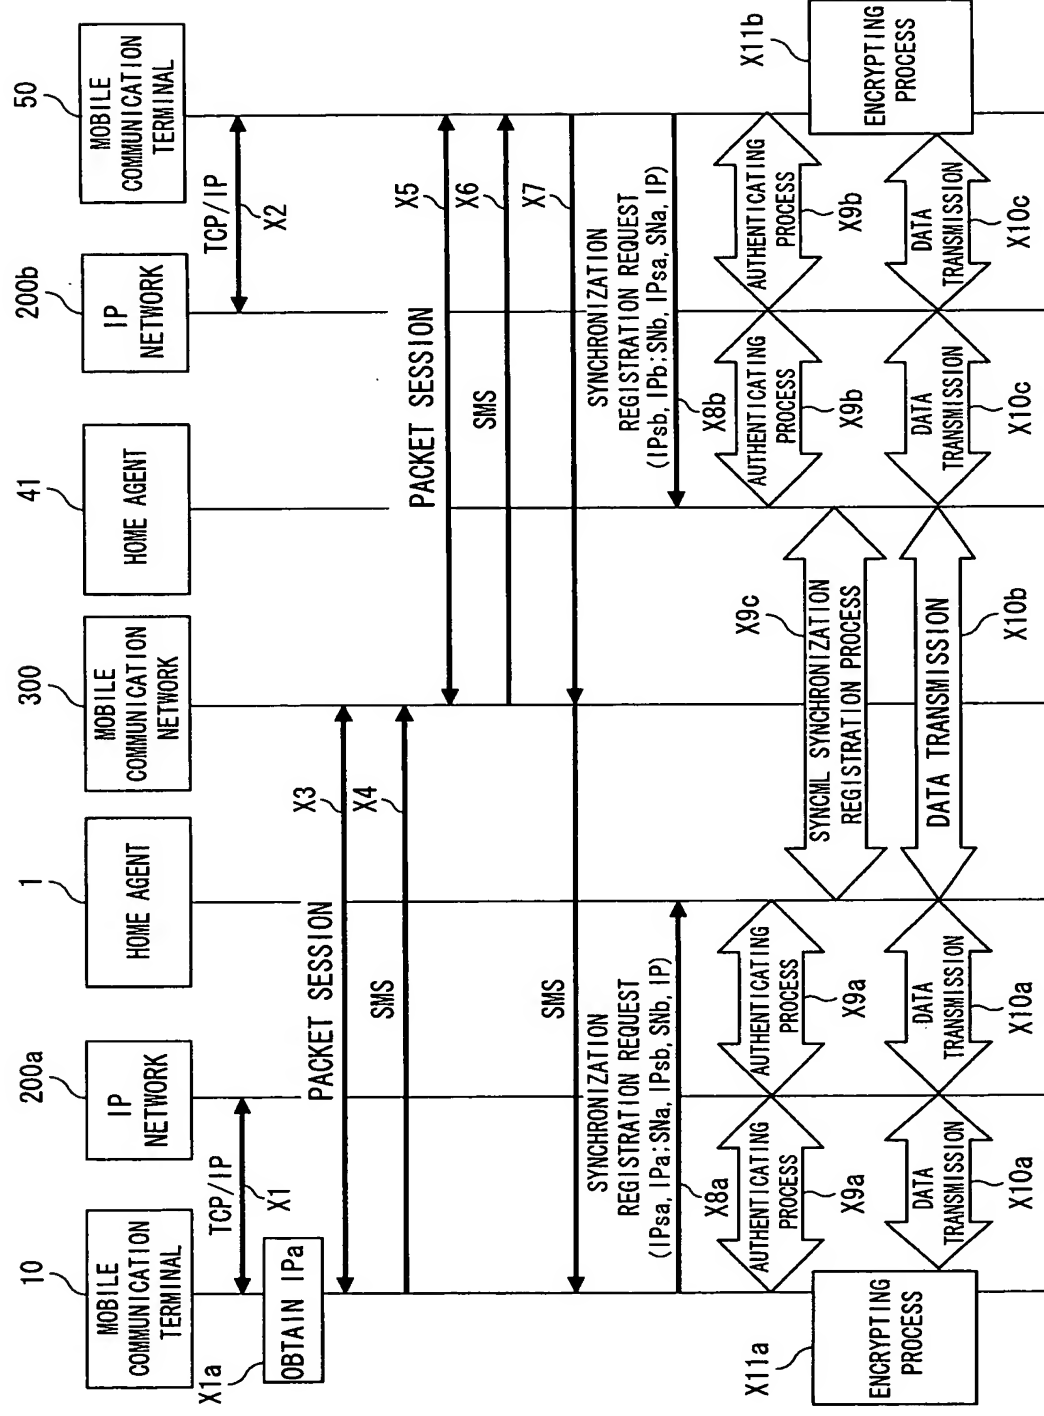 10
MOBILE
COMMUNICATION
TERMINAL
200a
IP
NETWORK
1
HOME AGENT
300
MOBILE
COMMUNICATION
NETWORK
41
HOME AGENT
200b
IP
NETWORK
50
MOBILE
COMMUNICATION
TERMINAL
TCP/IP
X1
TCP/IP
X2
X1a
OBTAIN IPa
PACKET SESSION
X3
SMS
X4
PACKET SESSION
X5
SMS
X6
SMS
X7
SYNCHRONIZATION
REGISTRATION REQUEST
(IPsa, IPa;SNa, IPsb, SNb, IP)
X8a
SYNCHRONIZATION
REGISTRATION REQUEST
(IPsb, IPb;SNb, IPsa, SNa, IP)
X8b
AUTHENTICATING
PROCESS
X9a
AUTHENTICATING
PROCESS
X9a
AUTHENTICATING
PROCESS
X9b
AUTHENTICATING
PROCESS
X9b
SYNCML SYNCHRONIZATION
REGISTRATION PROCESS
X9c
DATA
TRANSMISSION
X10a
DATA
TRANSMISSION
X10a
DATA TRANSMISSION
X10b
DATA
TRANSMISSION
X10c
DATA
TRANSMISSION
X10c
X11a
ENCRYPTING
PROCESS
X11b
ENCRYPTING
PROCESS